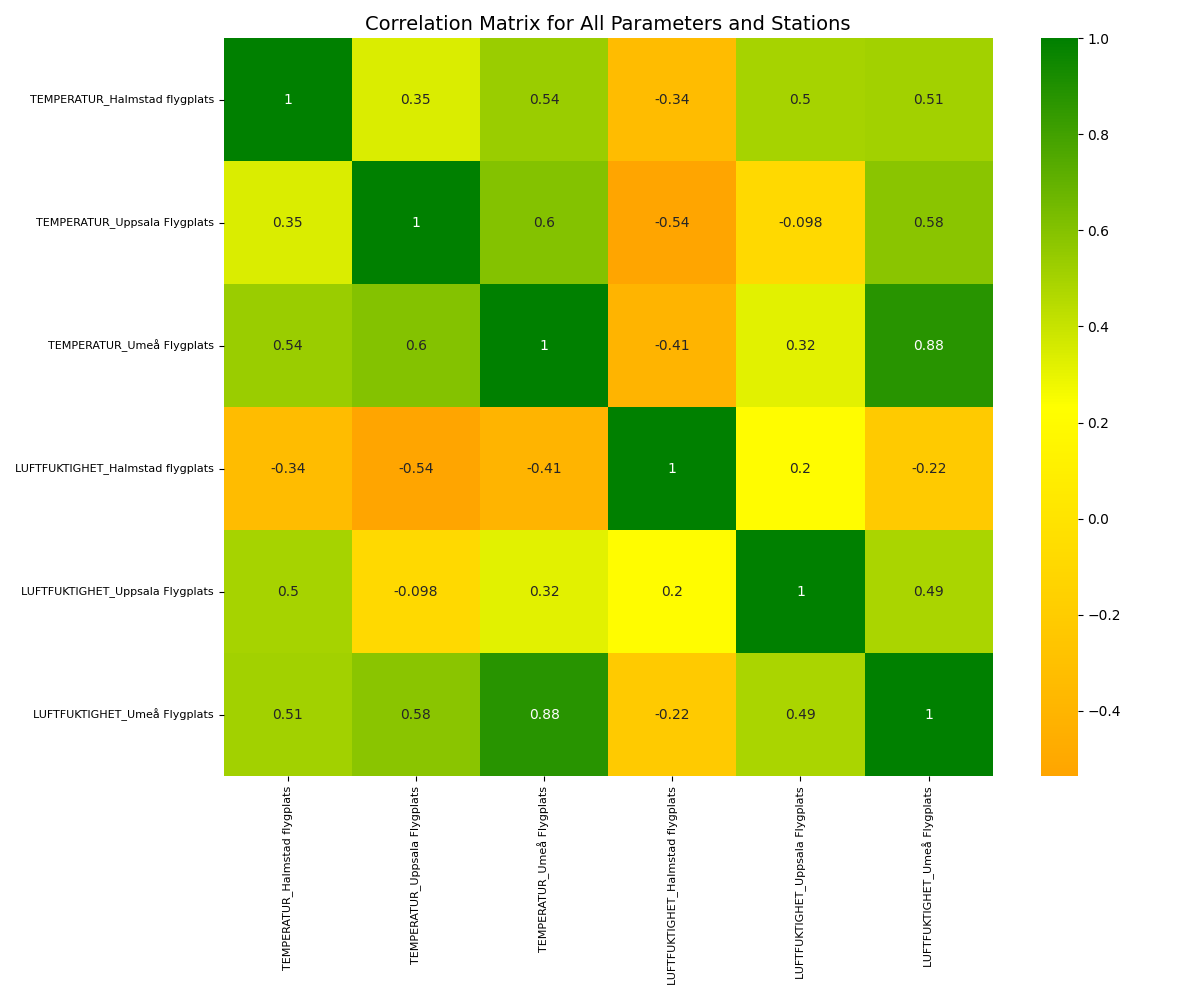 Correlation Matrix for All Parameters and Stations
TEMPERATUR_Halmstad flygplats
1 0.35 0.54 -0.34 0.5 0.51
TEMPERATUR_Uppsala Flygplats
0.35 1 0.6 -0.54 -0.098 0.58
TEMPERATUR_Umeå Flygplats
0.54 0.6 1 -0.41 0.32 0.88
LUFTFUKTIGHET_Halmstad flygplats
-0.34 -0.54 -0.41 1 0.2 -0.22
LUFTFUKTIGHET_Uppsala Flygplats
0.5 -0.098 0.32 0.2 1 0.49
LUFTFUKTIGHET_Umeå Flygplats
0.51 0.58 0.88 -0.22 0.49 1
TEMPERATUR_Halmstad flygplats
TEMPERATUR_Uppsala Flygplats
TEMPERATUR_Umeå Flygplats
LUFTFUKTIGHET_Halmstad flygplats
LUFTFUKTIGHET_Uppsala Flygplats
LUFTFUKTIGHET_Umeå Flygplats
1.0
0.8
0.6
0.4
0.2
0.0
−0.2
−0.4